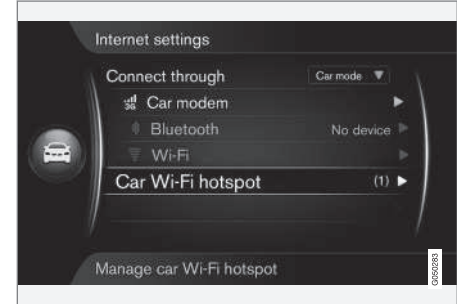 Internet settings
Connect through Car mode
3G Car modem
Bluetooth No device
Wi-Fi
Car Wi-Fi hotspot (1)
Manage car Wi-Fi hotspot
G050283